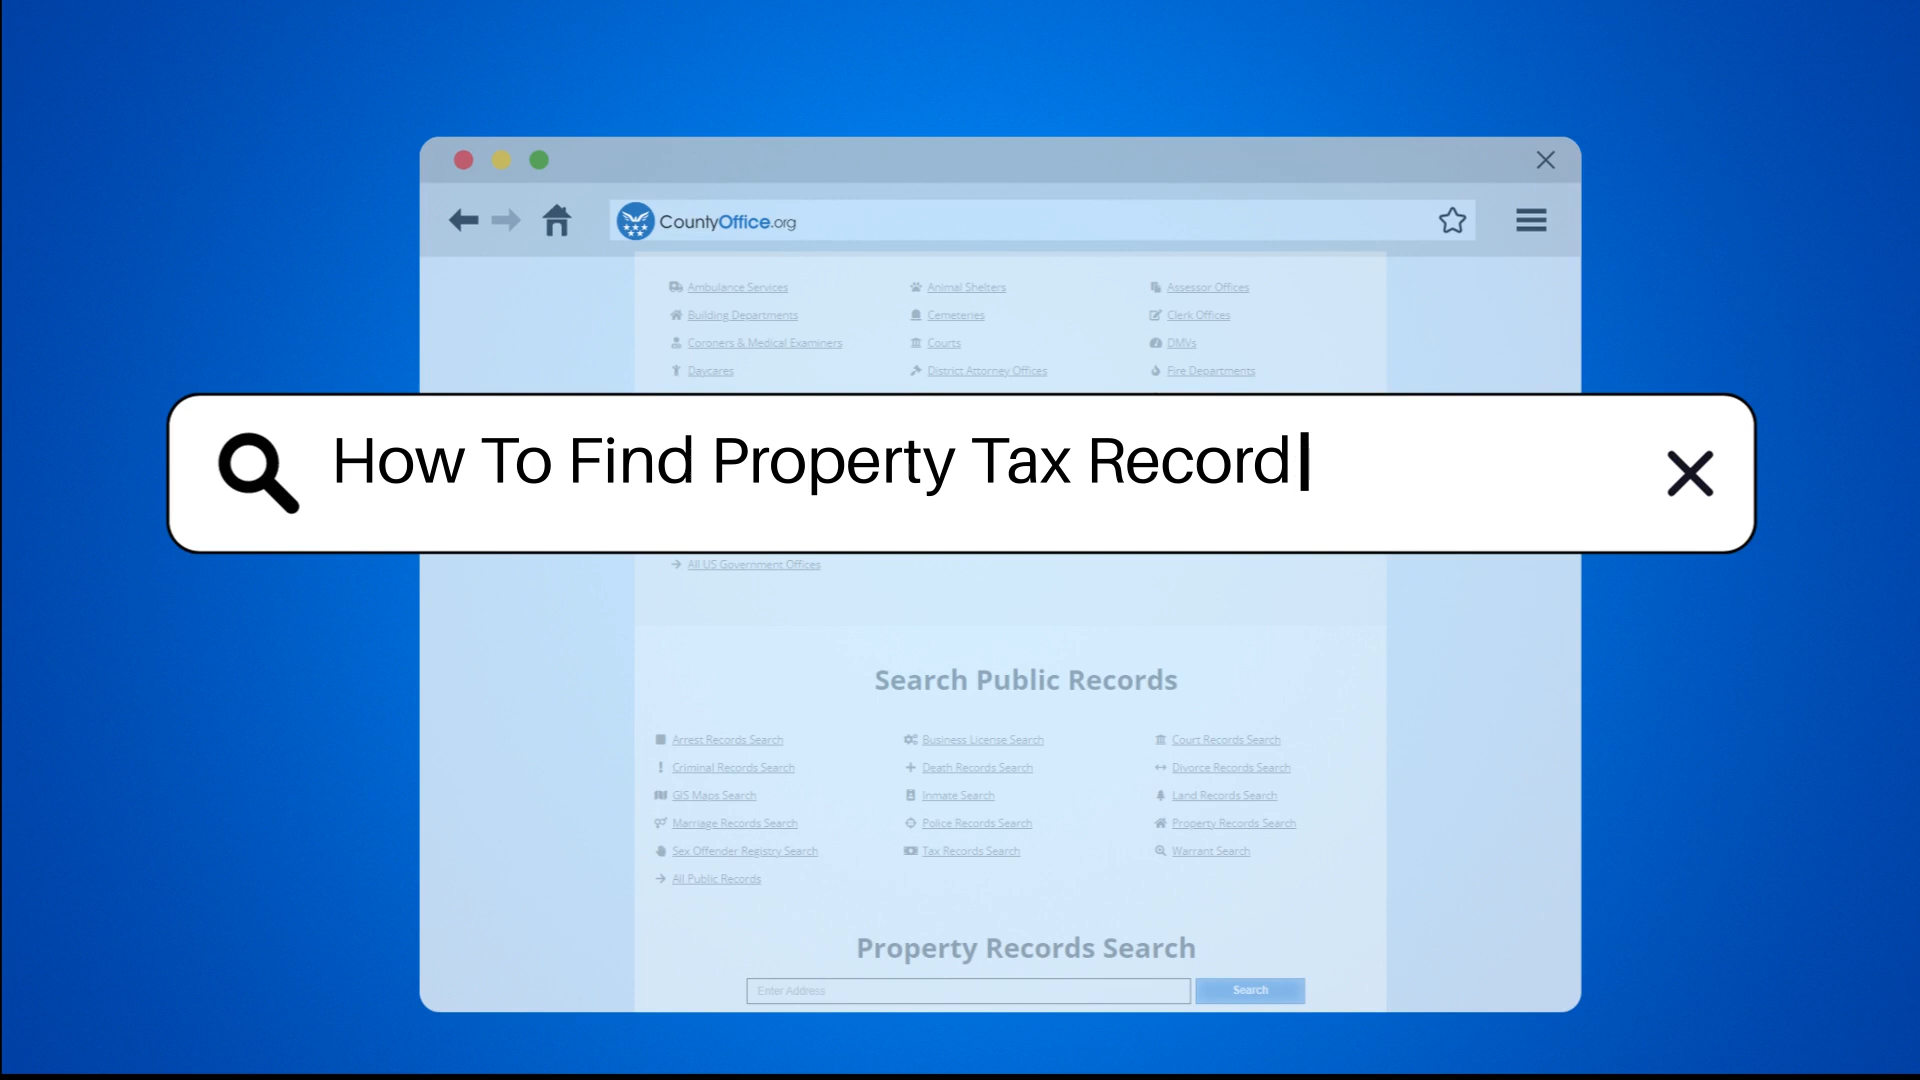 CountyOffice.org
Ambulance Services Animal Shelters Assessor Offices
Building Departments Cemeteries Clerk Offices
Coroners & Medical Examiners Courts DMVs
Daycares District Attorney Offices Fire Departments
How To Find Property Tax Record
All US Government Offices
Search Public Records
Arrest Records Search Business License Search Court Records Search
Criminal Records Search Death Records Search Divorce Records Search
GIS Maps Search Inmate Search Land Records Search
Marriage Records Search Police Records Search Property Records Search
Sex Offender Registry Search Tax Records Search Warrant Search
All Public Records
Property Records Search
Enter Address Search